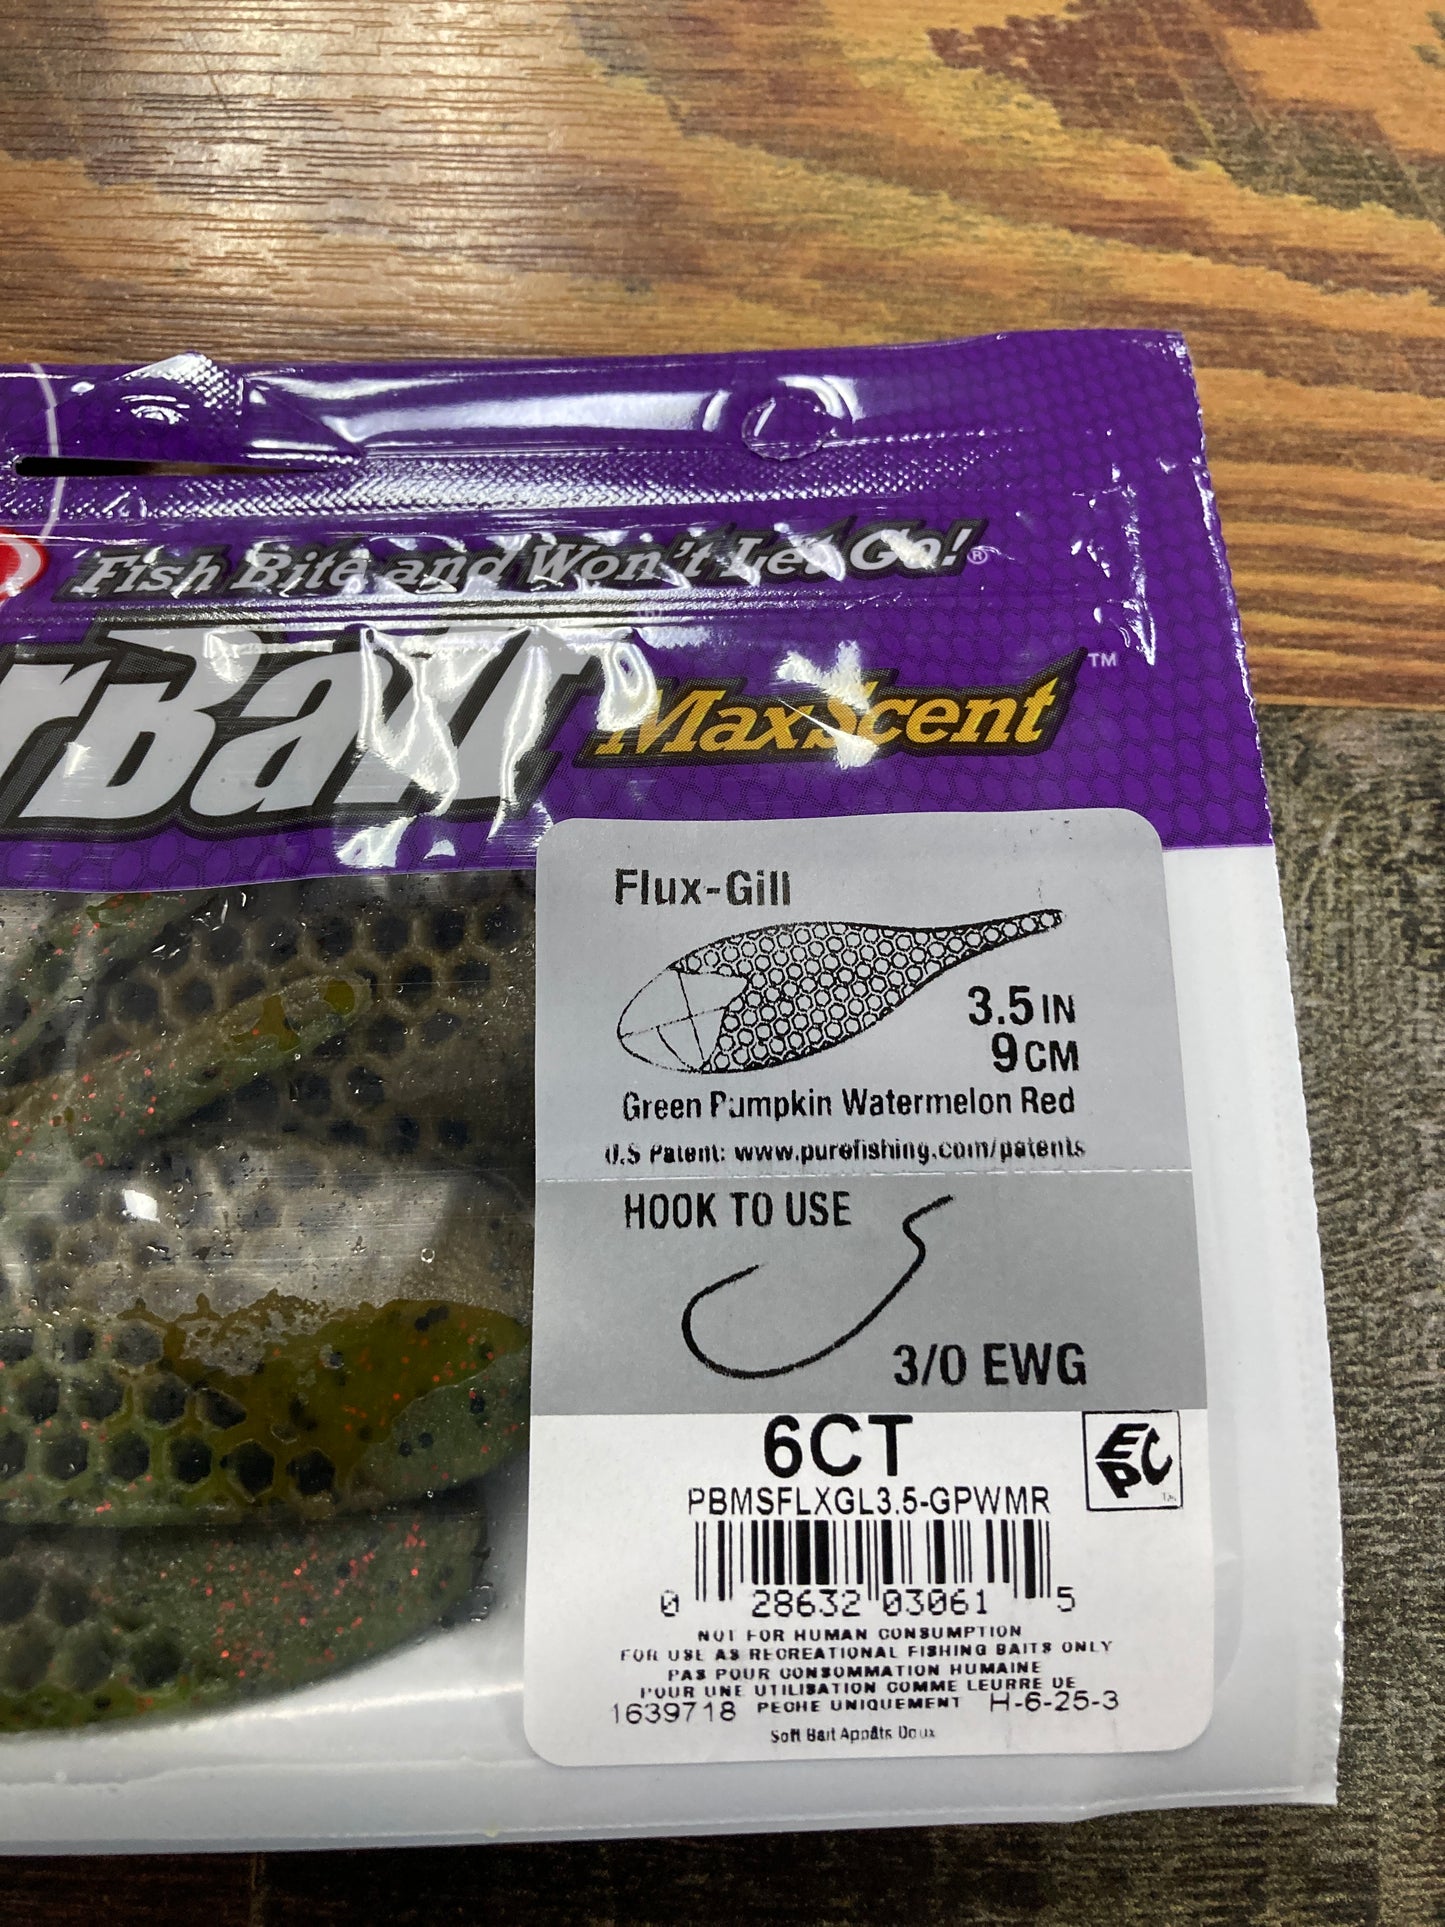 Fish Bite and Won't Let Go!®
rBait MaxScent™
Flux-Gill
3.5 IN
9 CM
Green Pumpkin Watermelon Red
U.S Patent: www.purefishing.com/patents
HOOK TO USE
3/0 EWG
6CT
EPC
PBMSFLXGL3.5-GPWMR
0 28632 03061 5
NOT FOR HUMAN CONSUMPTION
FOR USE AS RECREATIONAL FISHING BAITS ONLY
PAS POUR CONSOMMATION HUMAINE
POUR UNE UTILISATION COMME LEURRE DE
1639718 PECHE UNIQUEMENT H-6-25-3
Soft Bait Appâts Doux